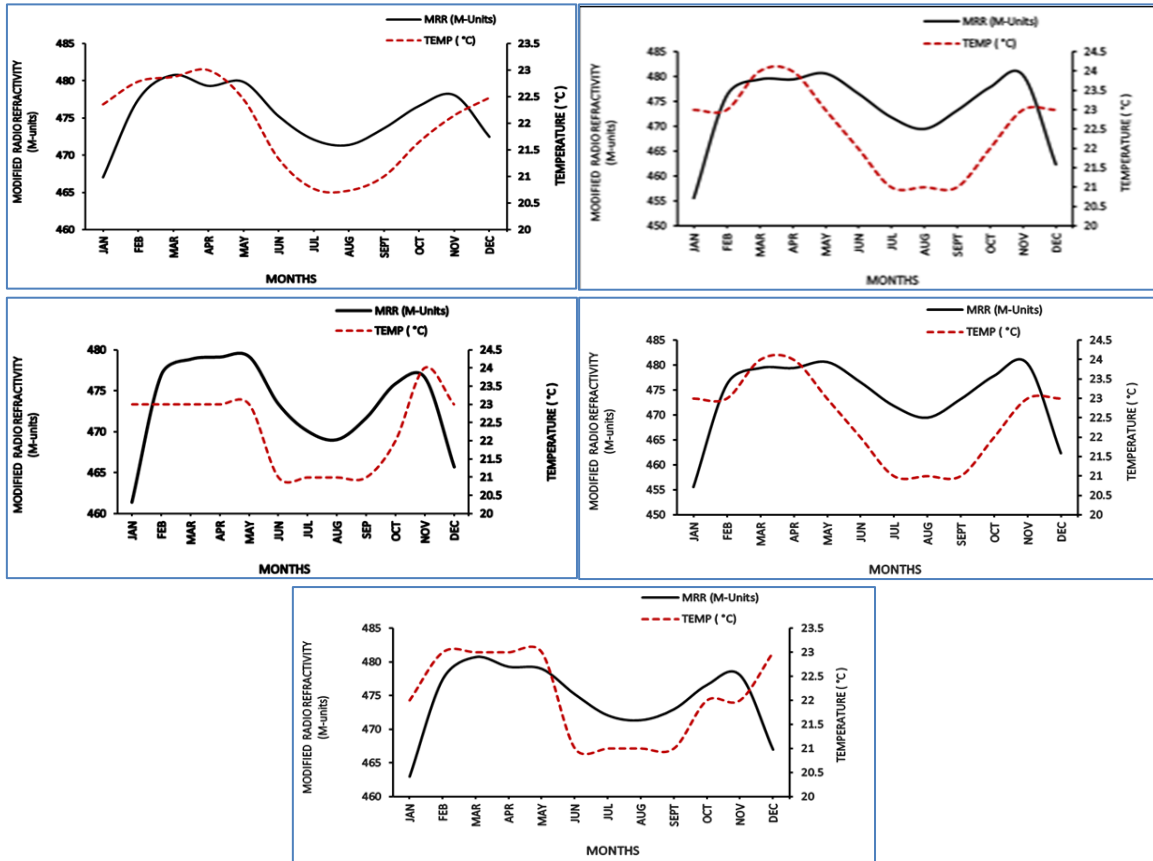 MRR (M-Units)
TEMP ( °C)
MODIFIED RADIO REFRACTIVITY
(M-units)
485
480
475
470
465
460
23.5
23
22.5
22
21.5
21
20.5
20
TEMPERATURE ( °C)
JAN FEB MAR APR MAY JUN JUL AUG SEPT OCT NOV DEC
MONTHS
MRR (M-Units)
TEMP ( °C)
MODIFIED RADIO REFRACTIVITY
(M-units)
485
480
475
470
465
460
455
450
24.5
24
23.5
23
22.5
22
21.5
21
20.5
20
TEMPERATURE ( °C)
JAN FEB MAR APR MAY JUN JUL AUG SEPT OCT NOV DEC
MONTHS
MRR (M-Units)
TEMP ( °C)
MODIFIED RADIO REFRACTIVITY
(M-units)
480
475
470
465
460
24.5
24
23.5
23
22.5
22
21.5
21
20.5
20
TEMPERATURE ( °C)
JAN FEB MAR APR MAY JUN JUL AUG SEP OCT NOV DEC
MONTHS
MRR (M-Units)
TEMP ( °C)
MODIFIED RADIO REFRACTIVITY
(M-units)
485
480
475
470
465
460
455
450
24.5
24
23.5
23
22.5
22
21.5
21
20.5
20
TEMPERATURE ( °C)
JAN FEB MAR APR MAY JUN JUL AUG SEPT OCT NOV DEC
MONTHS
MRR (M-Units)
TEMP ( °C)
MODIFIED RADIO REFRACTIVITY
(M-units)
485
480
475
470
465
460
23.5
23
22.5
22
21.5
21
20.5
20
TEMPERATURE ( °C)
JAN FEB MAR APR MAY JUN JUL AUG SEPT OCT NOV DEC
MONTHS